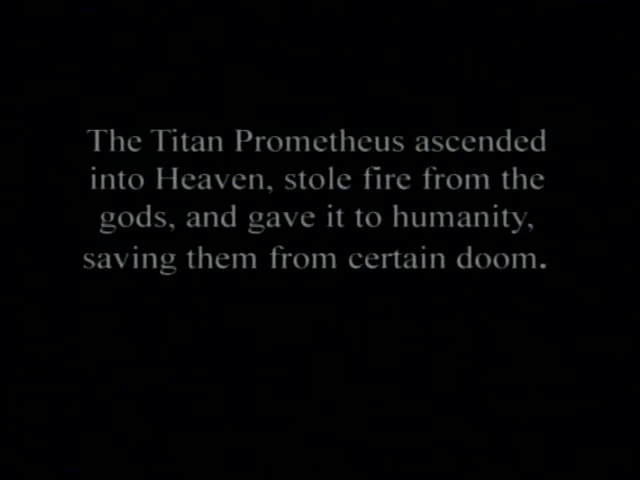 The Titan Prometheus ascended
into Heaven, stole fire from the
gods, and gave it to humanity,
saving them from certain doom.